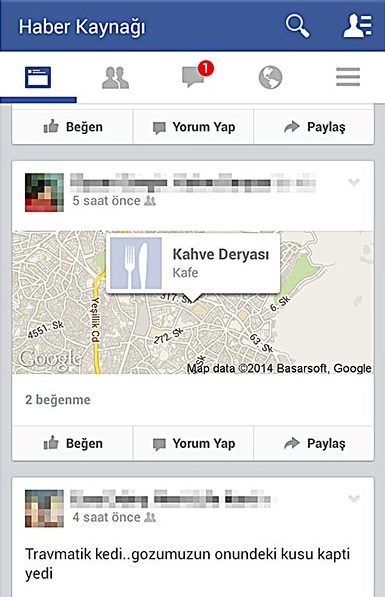 Haber Kaynağı
1
Beğen Yorum Yap Paylaş
5 saat önce
Kahve Deryası
Kafe
317. Sk
6. Sk
Yeşillik Cd
4551. Sk
272. Sk
63. Sk
Google
Map data ©2014 Basarsoft, Google
2 beğenme
Beğen Yorum Yap Paylaş
4 saat önce
Travmatik kedi..gozumuzun onundeki kusu kapti
yedi